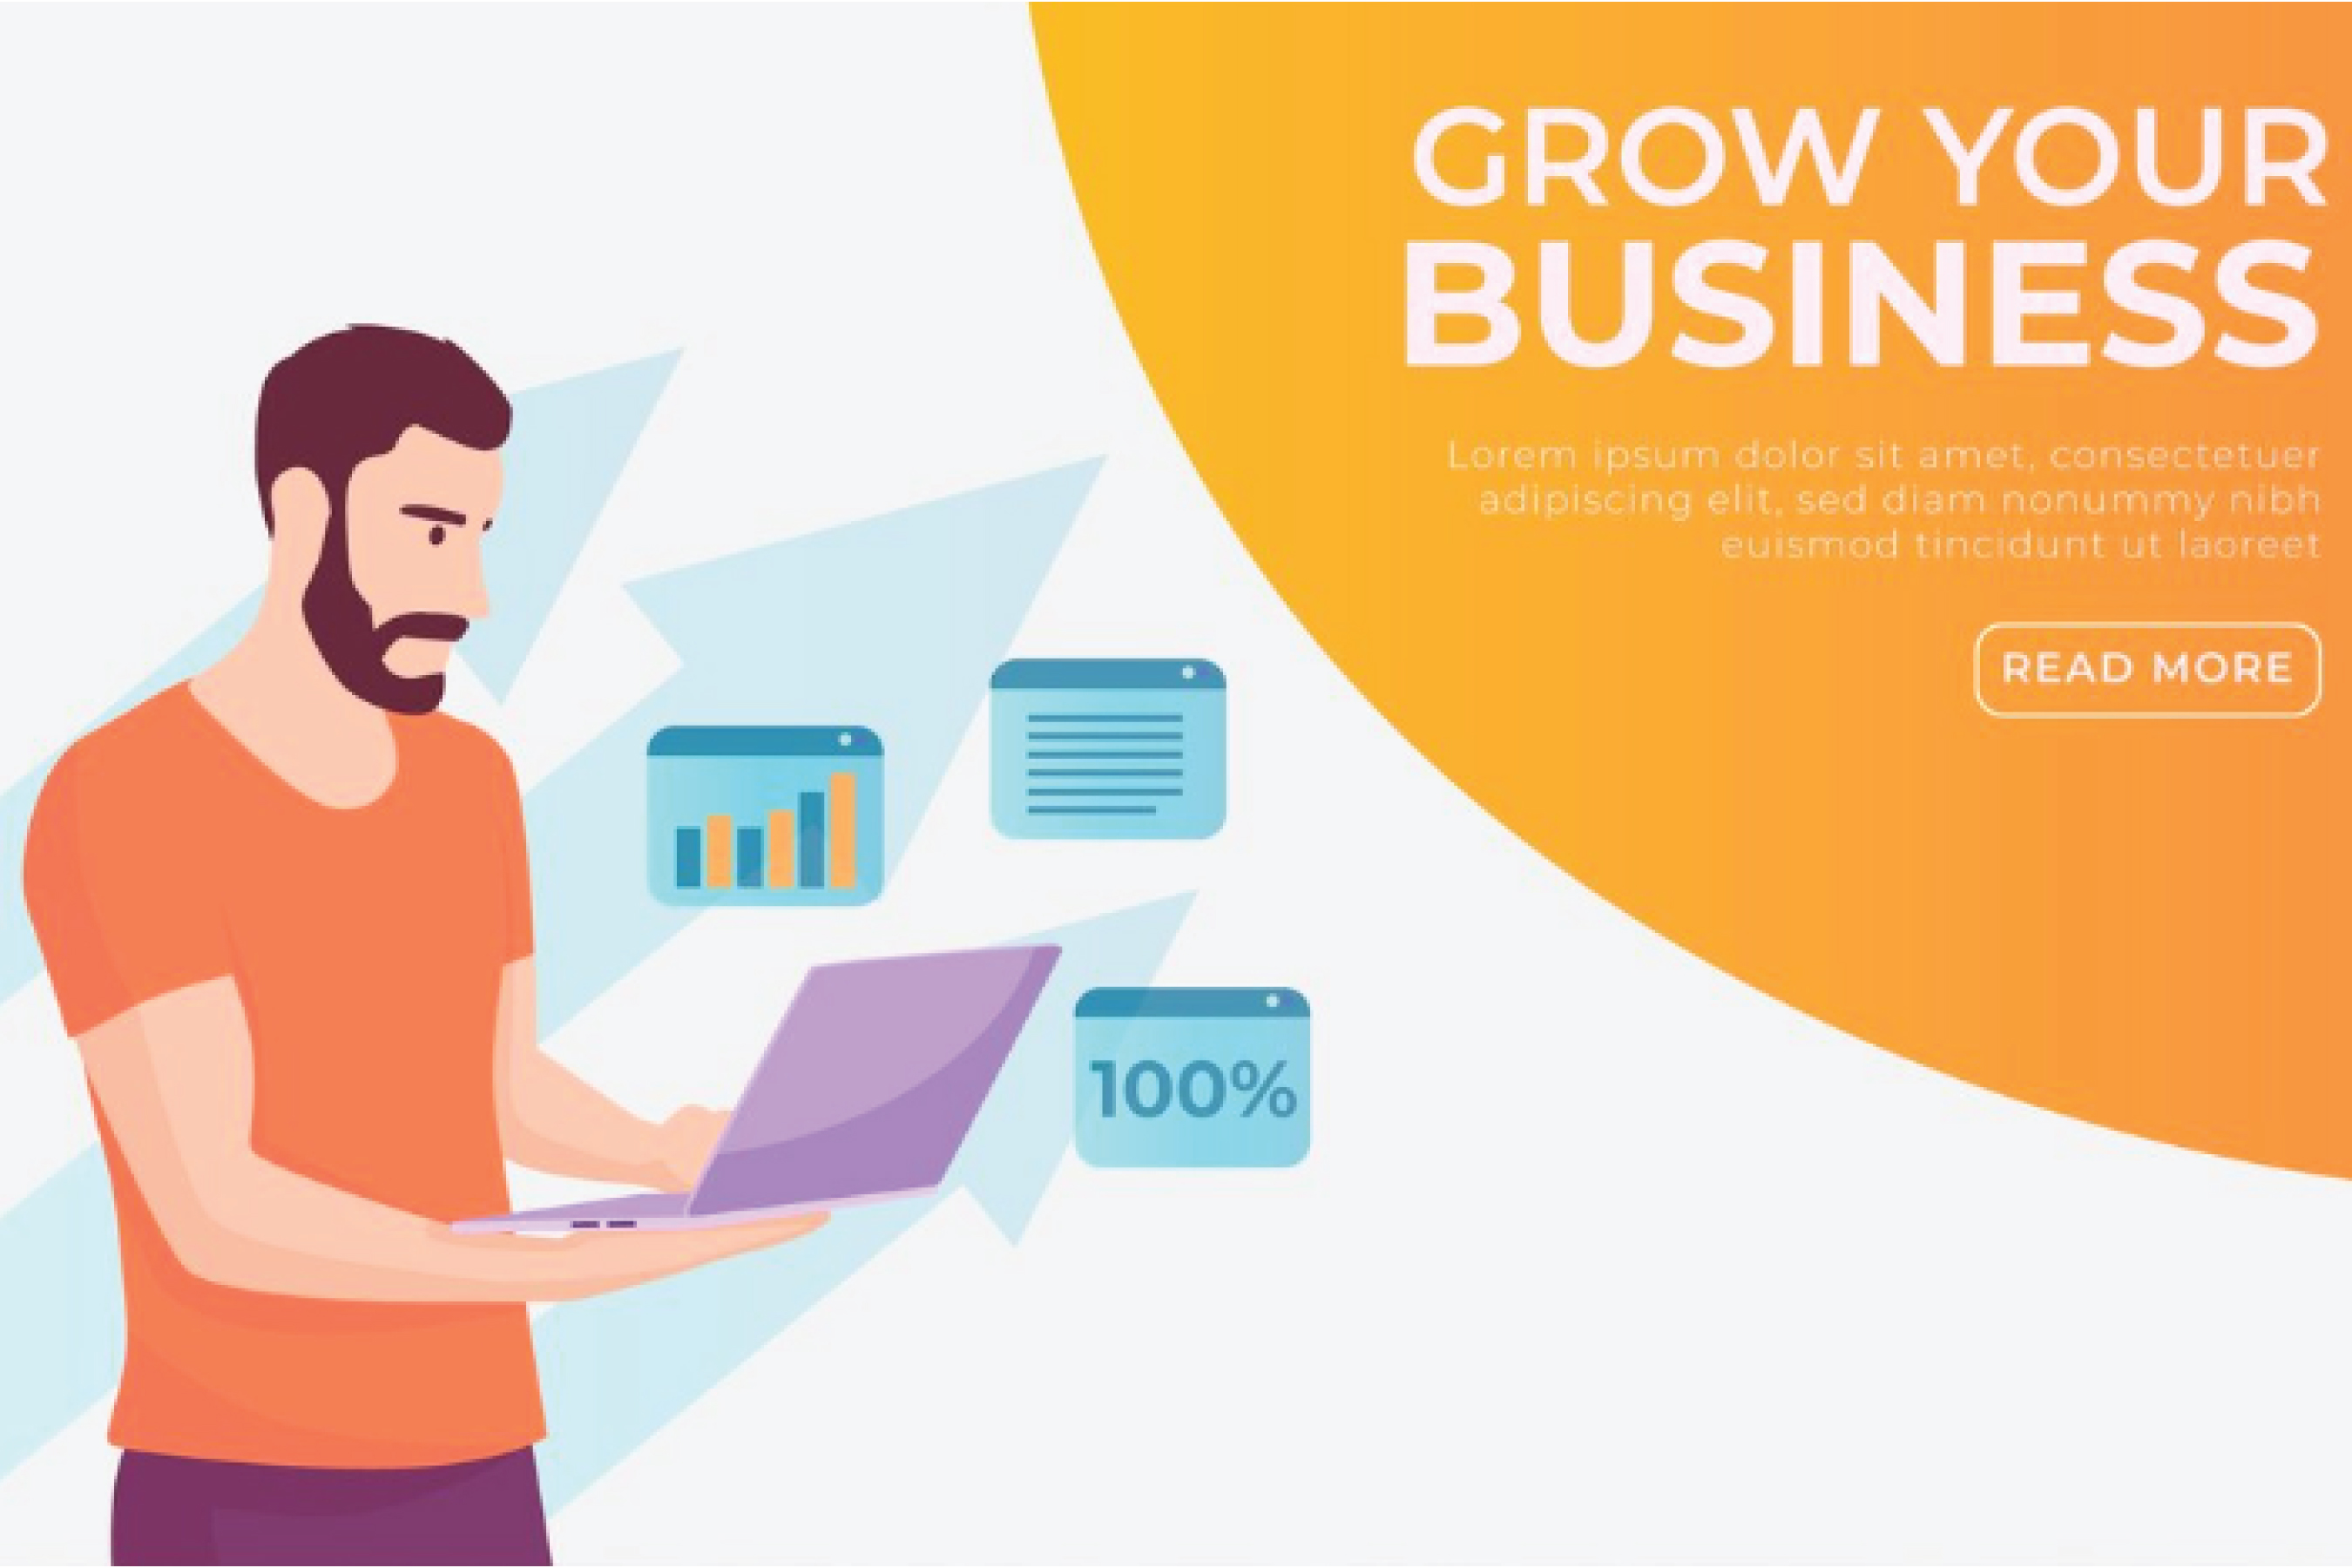 GROW YOUR
BUSINESS
Lorem ipsum dolor sit amet, consectetuer
adipiscing elit, sed diam nonummy nibh
euismod tincidunt ut laoreet
READ MORE
100%